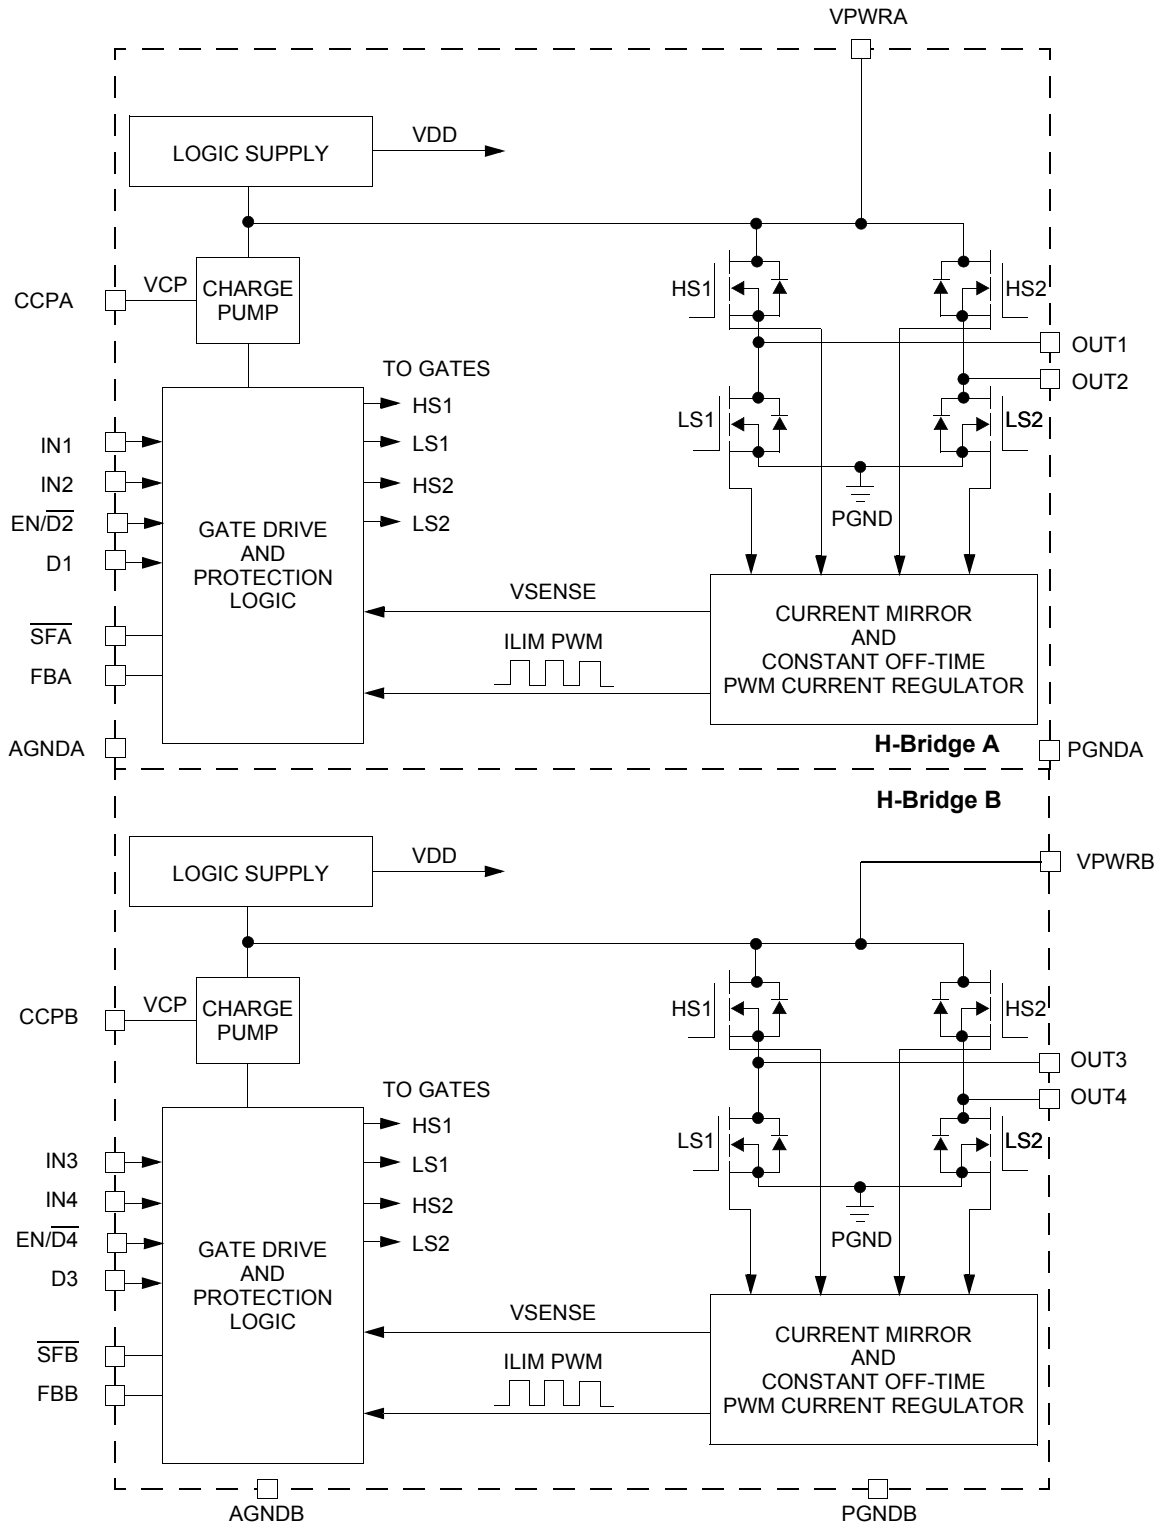 VPWRA
LOGIC SUPPLY
VDD
CCPA
VCP
CHARGE
PUMP
HS1
HS2
OUT1
OUT2
TO GATES
HS1
LS1
HS2
LS2
LS1
LS2
PGND
IN1
IN2
EN/D2
D1
SFA
FBA
AGNDA
GATE DRIVE
AND
PROTECTION
LOGIC
VSENSE
ILIM PWM
CURRENT MIRROR
AND
CONSTANT OFF-TIME
PWM CURRENT REGULATOR
H-Bridge A
PGNDA
H-Bridge B
LOGIC SUPPLY
VDD
VPWRB
CCPB
VCP
CHARGE
PUMP
HS1
HS2
OUT3
OUT4
TO GATES
HS1
LS1
HS2
LS2
LS1
LS2
PGND
IN3
IN4
EN/D4
D3
SFB
FBB
GATE DRIVE
AND
PROTECTION
LOGIC
VSENSE
ILIM PWM
CURRENT MIRROR
AND
CONSTANT OFF-TIME
PWM CURRENT REGULATOR
AGNDB
PGNDB